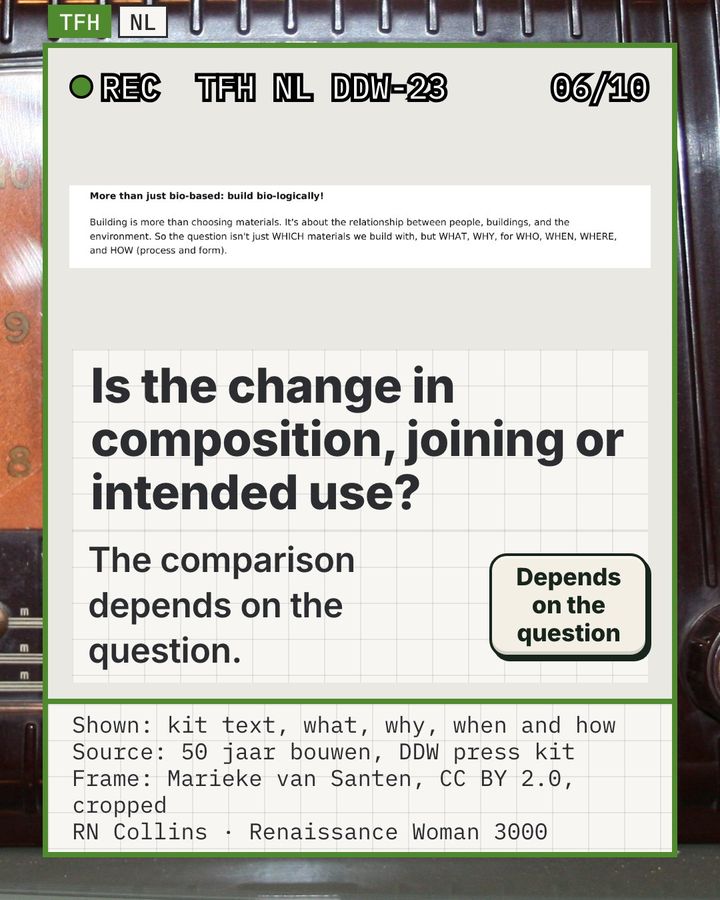 TFH NL
REC TFH NL DDW-23 06/10
More than just bio-based: build bio-logically!
Building is more than choosing materials. It's about the relationship between people, buildings, and the
environment. So the question isn't just WHICH materials we build with, but WHAT, WHY, for WHO, WHEN, WHERE,
and HOW (process and form).
Is the change in
composition, joining or
intended use?
The comparison
depends on the
question.
Depends
on the
question
Shown: kit text, what, why, when and how
Source: 50 jaar bouwen, DDW press kit
Frame: Marieke van Santen, CC BY 2.0,
cropped
RN Collins · Renaissance Woman 3000
9
8
m
m